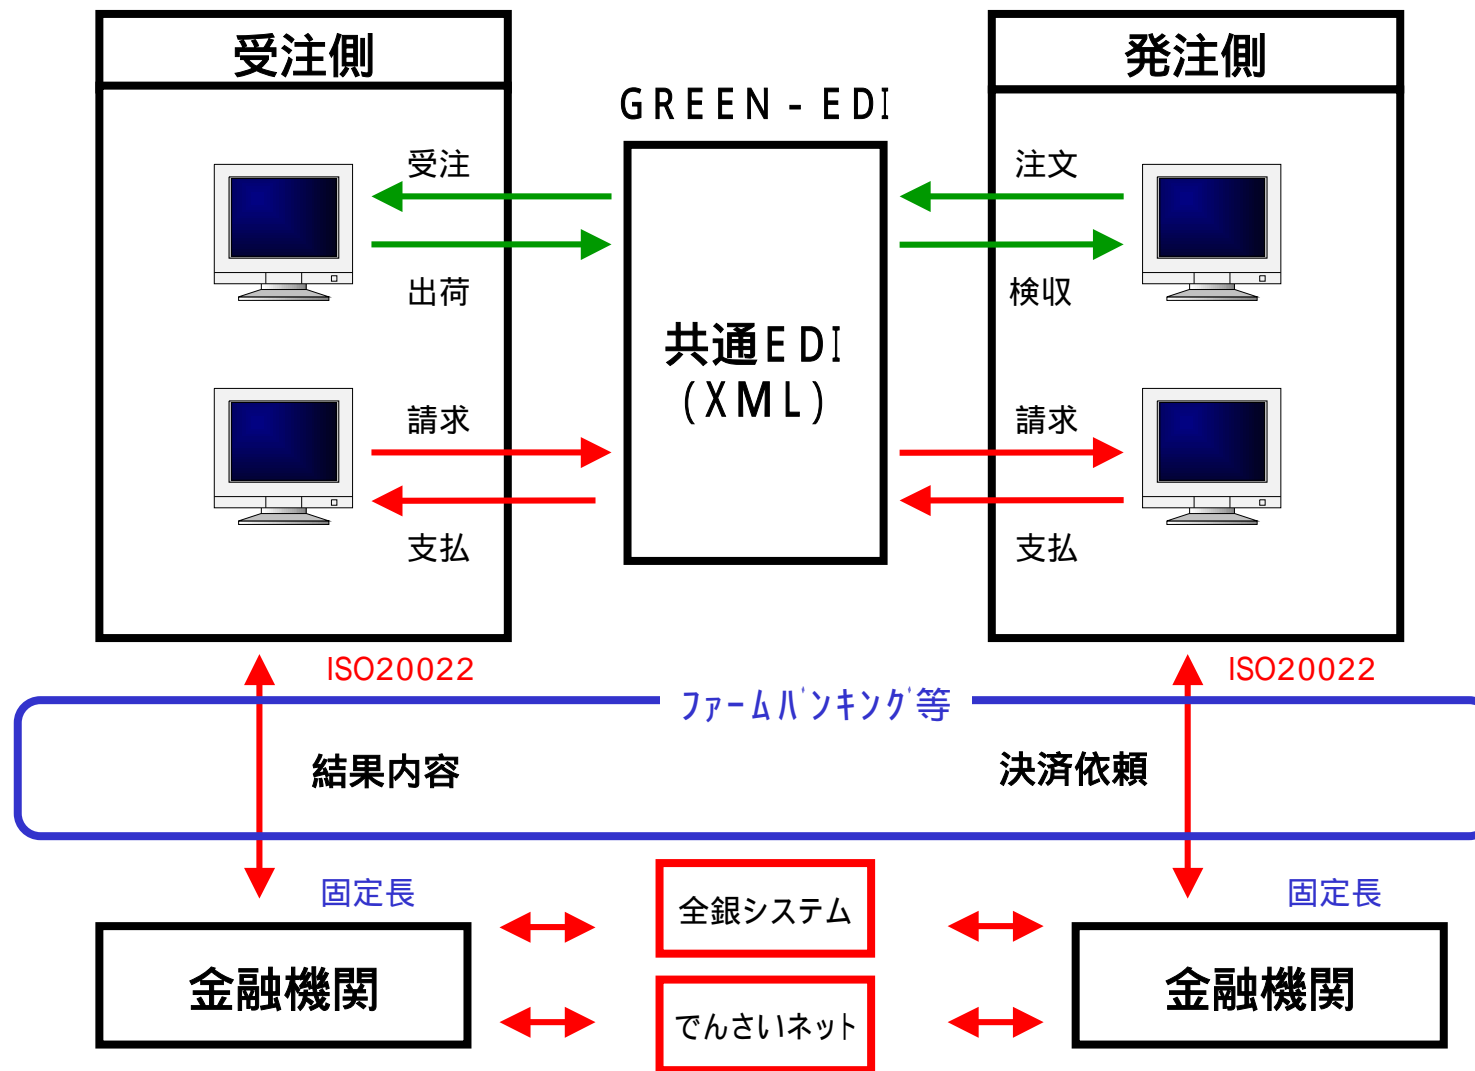 受注側
発注側
GREEN-EDI
受注
注文
出荷
検収
共通EDI
(XML)
請求
請求
支払
支払
ISO20022
ISO20022
ﾌｧｰﾑﾊﾞﾝｷﾝｸﾞ等
結果内容
決済依頼
固定長
固定長
全銀システム
金融機関
金融機関
でんさいネット